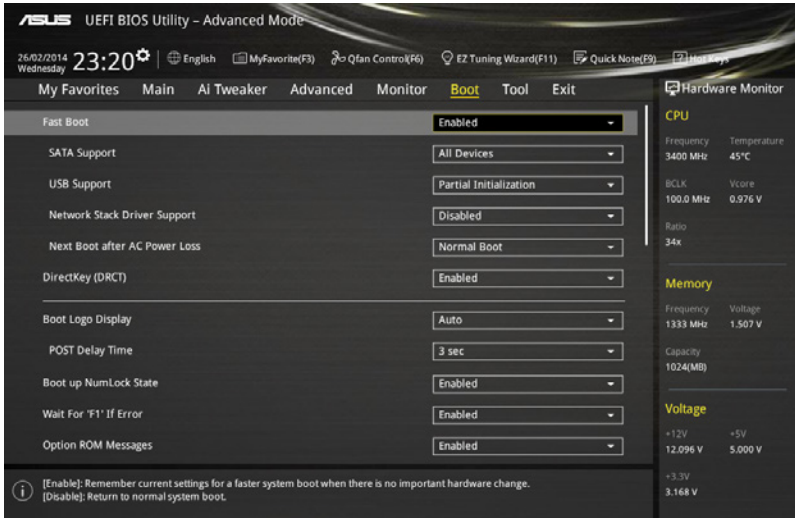 ASUS UEFI BIOS Utility – Advanced Mode
26/02/2014 Wednesday 23:20 English MyFavorite(F3) Qfan Control(F6) EZ Tuning Wizard(F11) Quick Note(F9) Hot Keys
My Favorites Main Ai Tweaker Advanced Monitor Boot Tool Exit
Hardware Monitor
Fast Boot Enabled
SATA Support All Devices
USB Support Partial Initialization
Network Stack Driver Support Disabled
Next Boot after AC Power Loss Normal Boot
DirectKey (DRCT) Enabled
Boot Logo Display Auto
POST Delay Time 3 sec
Boot up NumLock State Enabled
Wait For 'F1' If Error Enabled
Option ROM Messages Enabled
[Enable]: Remember current settings for a faster system boot when there is no important hardware change.
[Disable]: Return to normal system boot.
CPU
Frequency Temperature
3400 MHz 45°C
BCLK Vcore
100.0 MHz 0.976 V
Ratio
34x
Memory
Frequency Voltage
1333 MHz 1.507 V
Capacity
1024(MB)
Voltage
+12V +5V
12.096 V 5.000 V
+3.3V
3.168 V